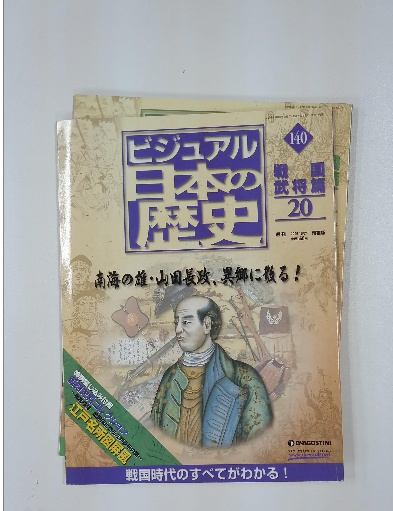 140
ビジュアル
日本の
歴史
戦国
武将篇
20
南海の雄・山田長政、異郷に散る!
江戸名所図屏風
DeAGOSTINI
戦国時代のすべてがわかる!